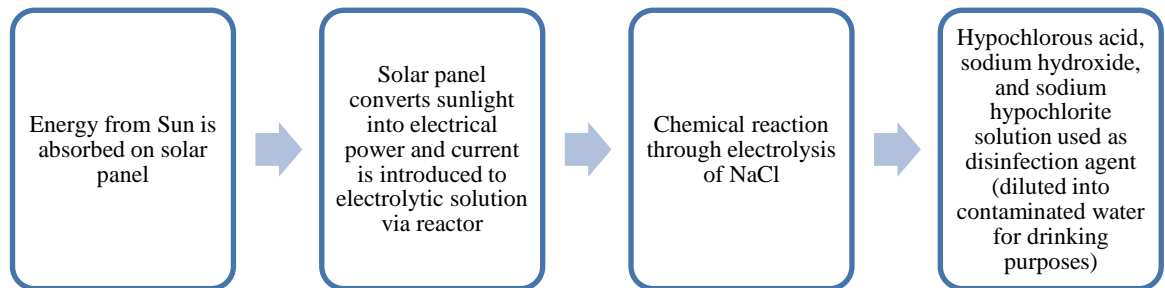 Energy from Sun is
absorbed on solar
panel
Solar panel
converts sunlight
into electrical
power and current
is introduced to
electrolytic solution
via reactor
Chemical reaction
through electrolysis
of NaCl
Hypochlorous acid,
sodium hydroxide,
and sodium
hypochlorite
solution used as
disinfection agent
(diluted into
contaminated water
for drinking
purposes)